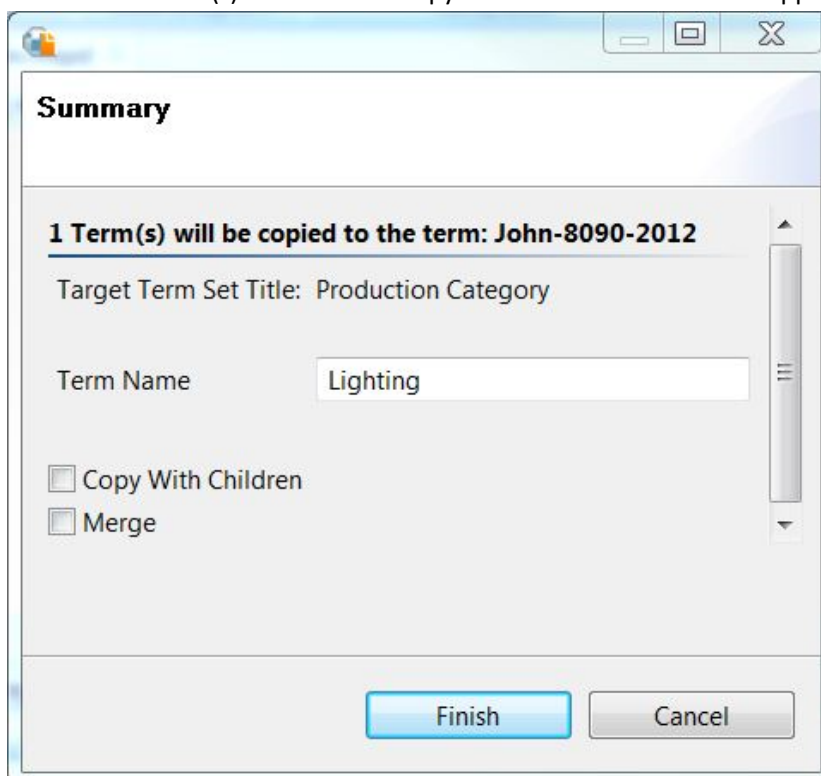 Summary
1 Term(s) will be copied to the term: John-8090-2012
Target Term Set Title: Production Category
Term Name Lighting
Copy With Children
Merge
Finish Cancel